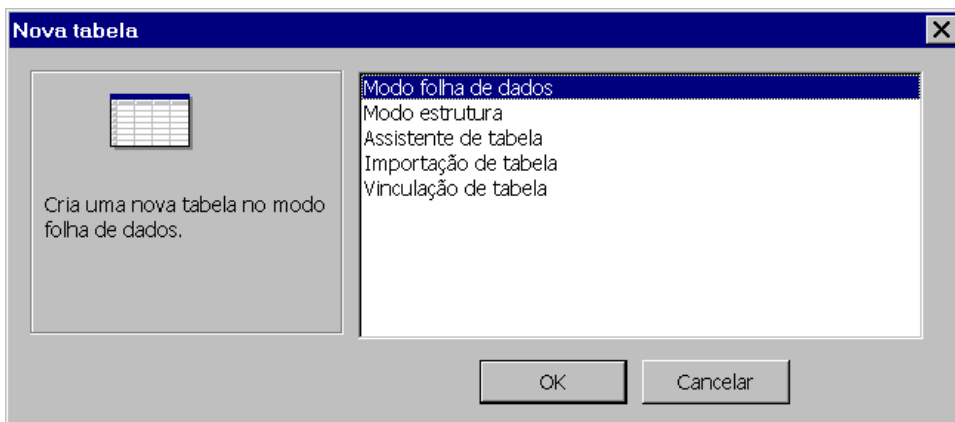 Nova tabela
Cria uma nova tabela no modo
folha de dados.
Modo folha de dados
Modo estrutura
Assistente de tabela
Importação de tabela
Vinculação de tabela
OK
Cancelar